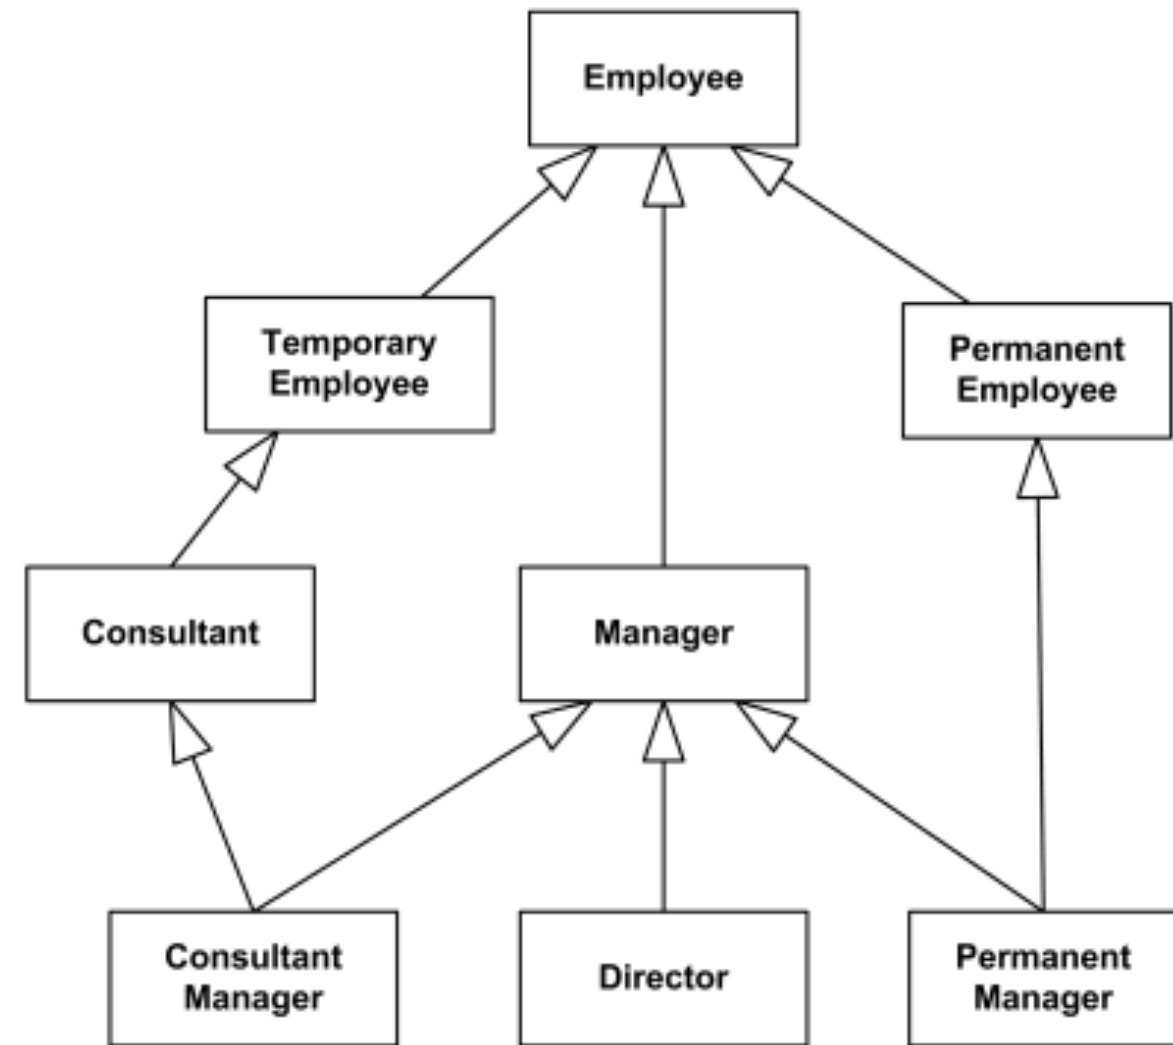 Employee
Temporary
Employee
Permanent
Employee
Consultant
Manager
Consultant
Manager
Director
Permanent
Manager